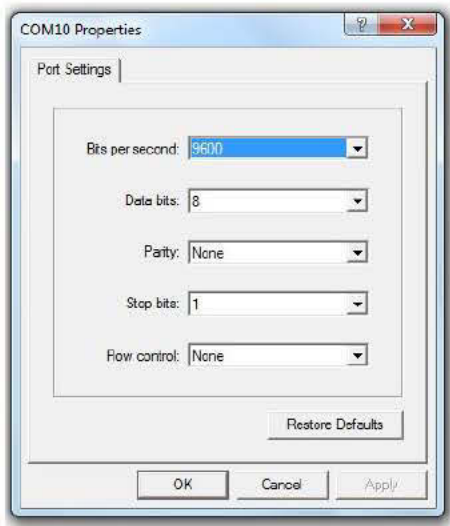 COM10 Properties
Port Settings
Bits per second: 9600
Data bits: 8
Parity: None
Stop bits: 1
Flow control: None
Restore Defaults
OK Cancel Apply